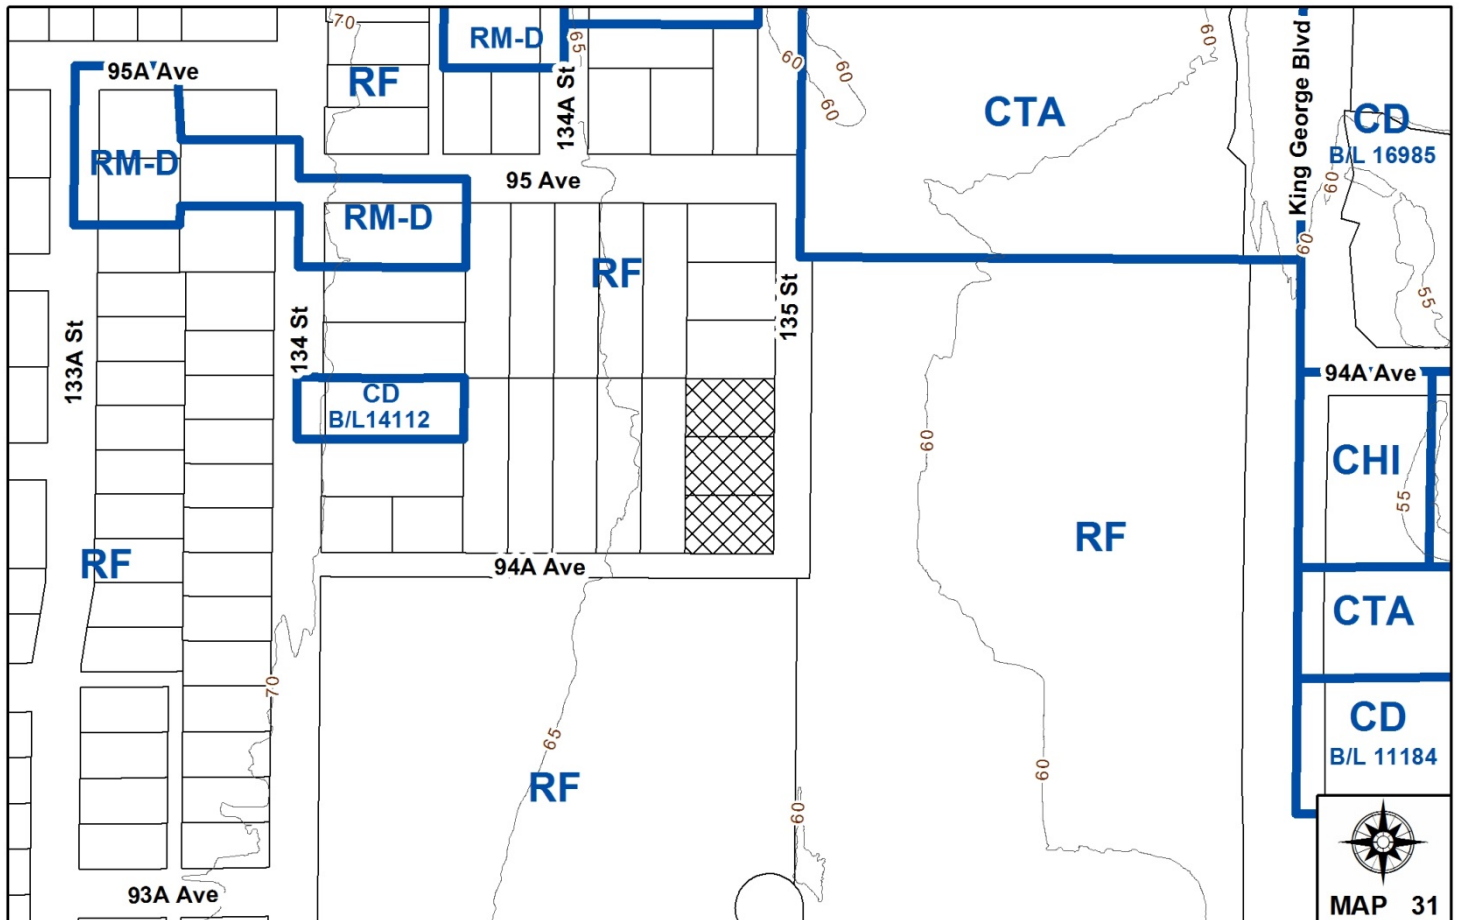 70
RM-D
65
134A St
60
60
60
60
King George Blvd
95A Ave
RF
CTA
CD
B/L 16985
RM-D
95 Ave
60
RM-D
60
RF
55
133A St
134 St
135 St
94A Ave
CD
B/L14112
60
CHI
55
RF
RF
94A Ave
CTA
70
65
CD
B/L 11184
60
RF
60
93A Ave
MAP 31